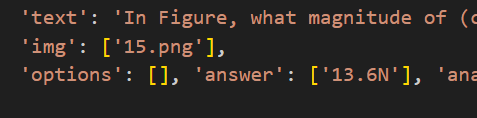 'text': 'In Figure, what magnitude of (
'img': ['15.png'],
'options': [], 'answer': ['13.6N'], 'ana